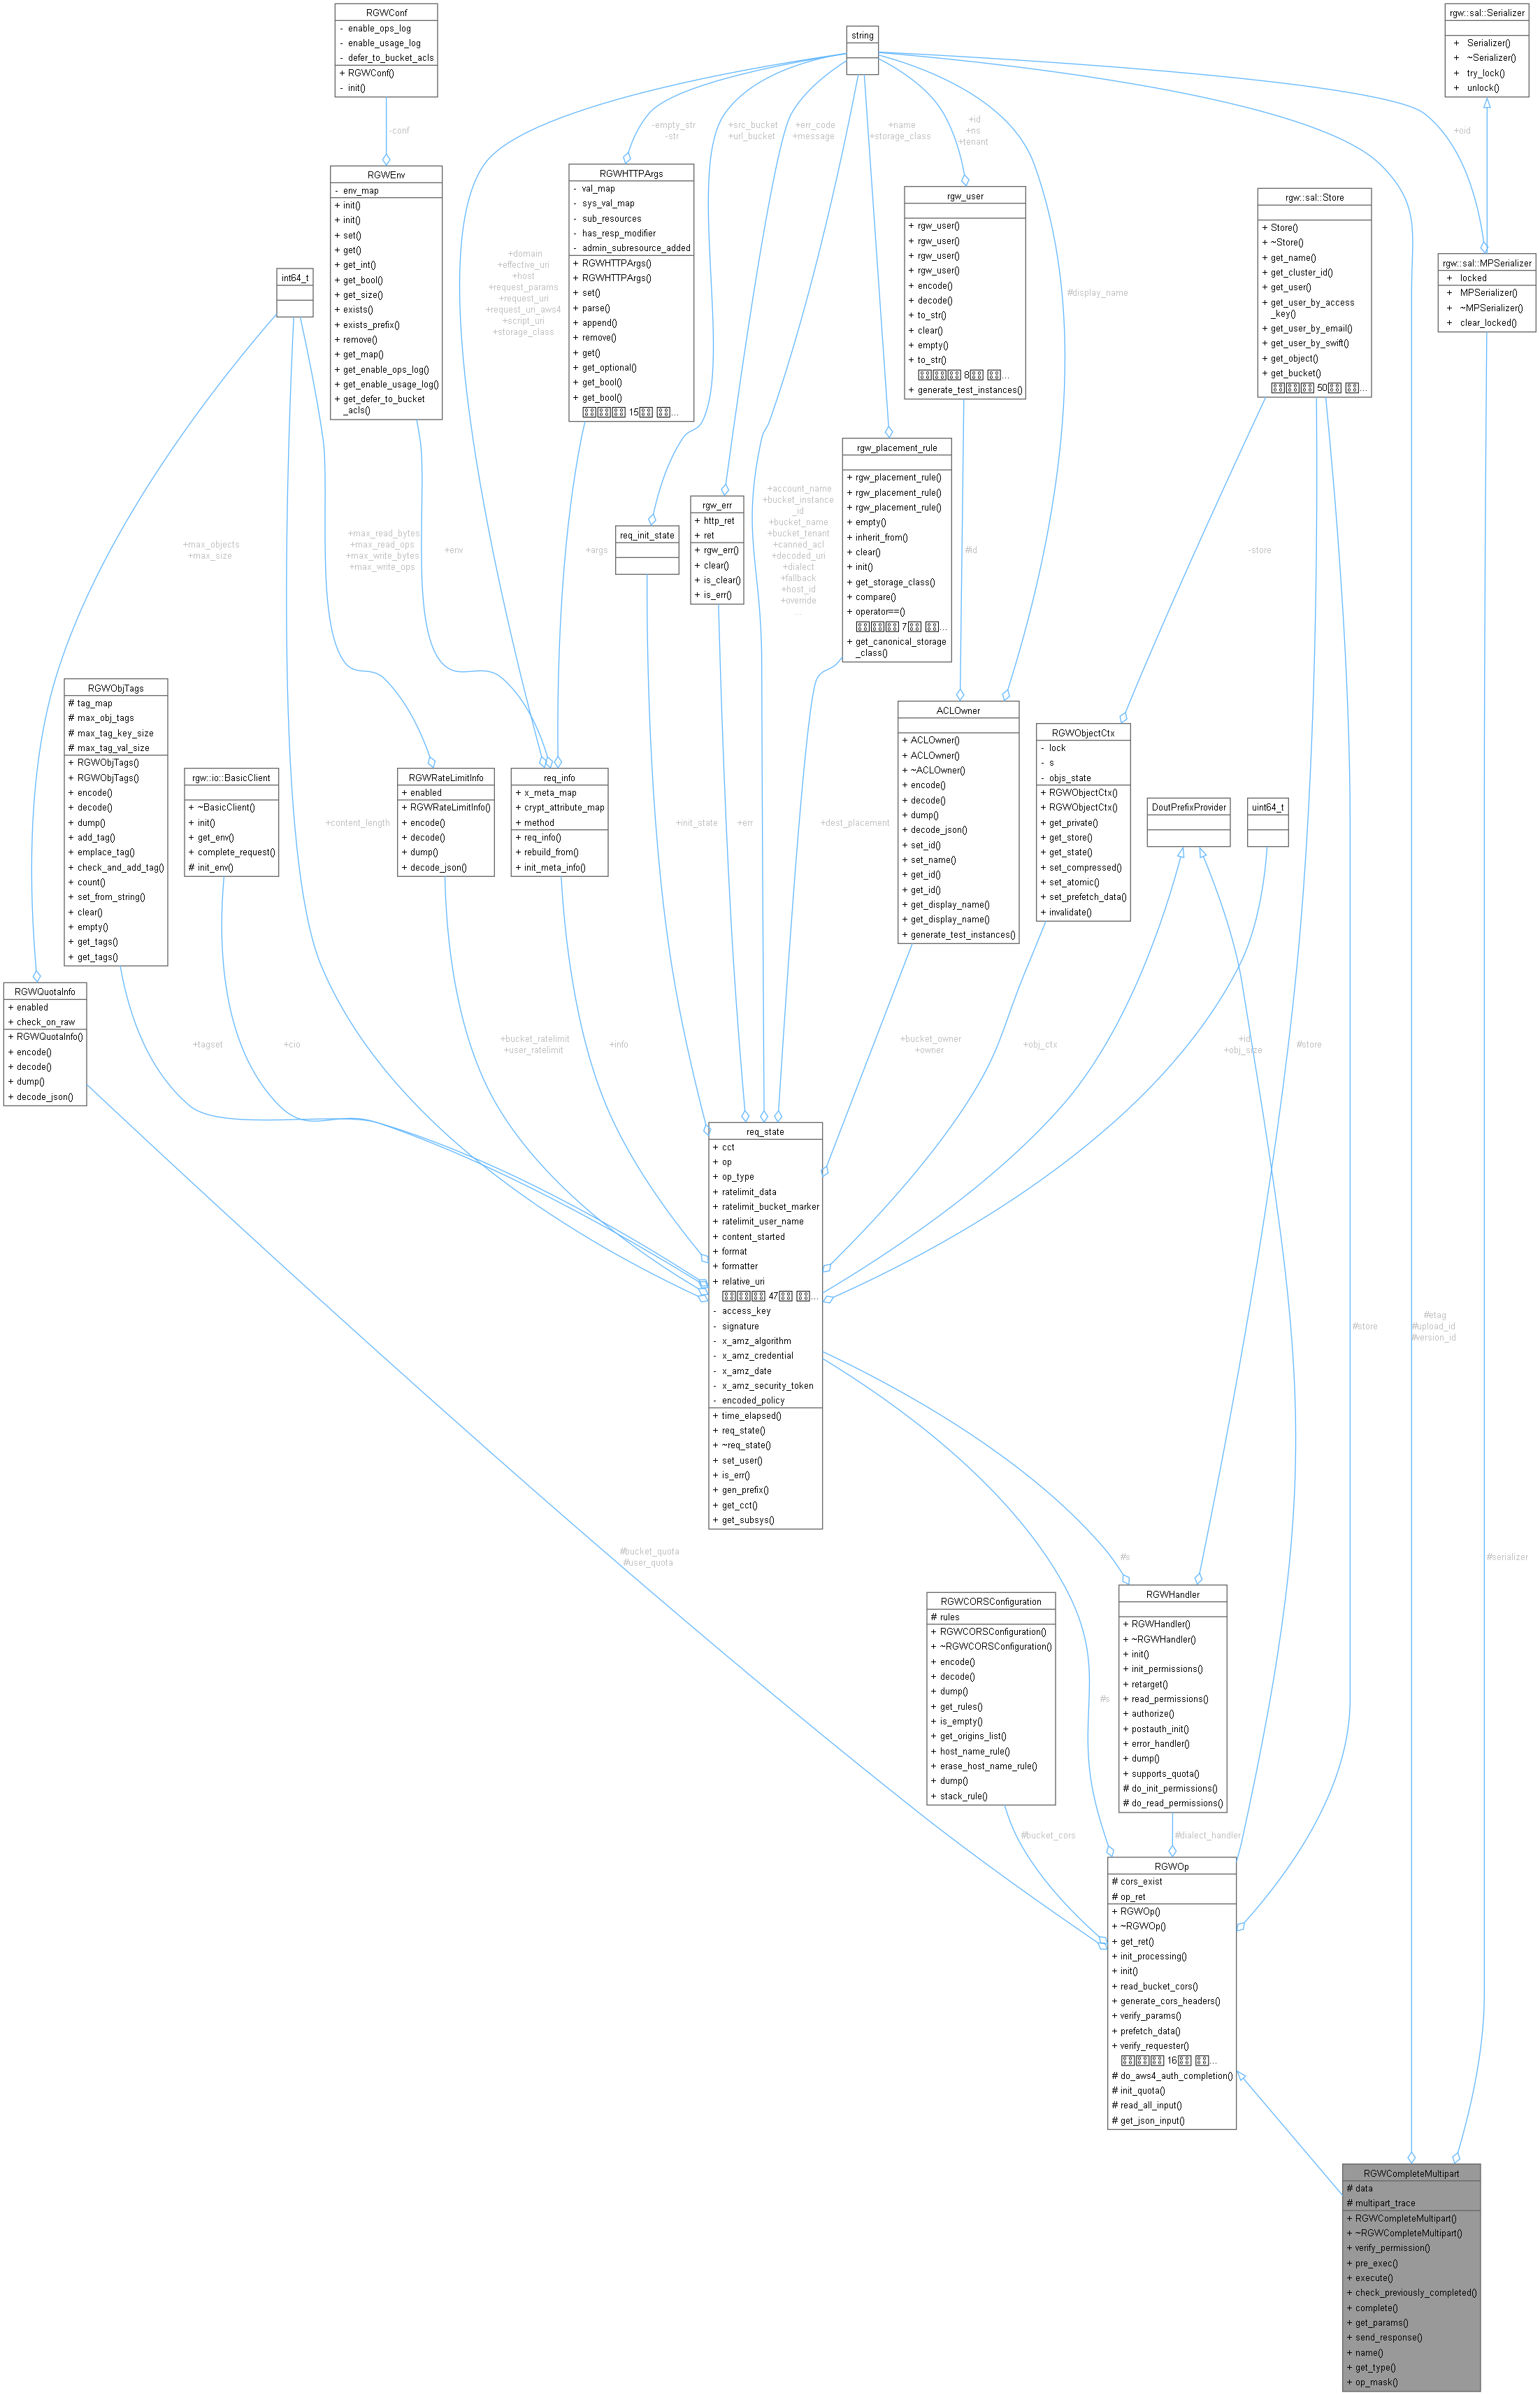 RGWConf
- enable_ops_log
- enable_usage_log
- defer_to_bucket_acls
+ RGWConf()
- init()
string
rgw::sal::Serializer
+ Serializer()
+ ~Serializer()
+ try_lock()
+ unlock()
-conf
-empty_str
-str
+src_bucket
+url_bucket
+err_code
+message
+name
+storage_class
+id
+ns
+tenant
+oid
RGWEnv
- env_map
+ init()
+ init()
+ set()
+ get()
+ get_int()
+ get_bool()
+ get_size()
+ exists()
+ exists_prefix()
+ remove()
+ get_map()
+ get_enable_ops_log()
+ get_enable_usage_log()
+ get_defer_to_bucket
_acls()
RGWHTTPArgs
- val_map
- sys_val_map
- sub_resources
- has_resp_modifier
- admin_subresource_added
+ RGWHTTPArgs()
+ RGWHTTPArgs()
+ set()
+ parse()
+ append()
+ remove()
+ get()
+ get_optional()
+ get_bool()
+ get_bool()
15 ...
rgw_user
+ rgw_user()
+ rgw_user()
+ rgw_user()
+ rgw_user()
+ encode()
+ decode()
+ to_str()
+ clear()
+ empty()
+ to_str()
8 ...
+ generate_test_instances()
rgw::sal::Store
+ Store()
+ ~Store()
+ get_name()
+ get_cluster_id()
+ get_user()
+ get_user_by_access
_key()
+ get_user_by_email()
+ get_user_by_swift()
+ get_object()
+ get_bucket()
50 ...
rgw::sal::MPSerializer
+ locked
+ MPSerializer()
+ ~MPSerializer()
+ clear_locked()
int64_t
+domain
+effective_uri
+host
+request_params
+request_uri
+request_uri_aws4
+script_uri
+storage_class
#display_name
+max_objects
+max_size
+max_read_bytes
+max_read_ops
+max_write_bytes
+max_write_ops
+env
+args
req_init_state
rgw_err
+ http_ret
+ ret
+ rgw_err()
+ clear()
+ is_clear()
+ is_err()
+account_name
+bucket_instance
_id
+bucket_name
+bucket_tenant
+canned_acl
+decoded_uri
+dialect
+fallback
+host_id
+override
...
rgw_placement_rule
+ rgw_placement_rule()
+ rgw_placement_rule()
+ rgw_placement_rule()
+ empty()
+ inherit_from()
+ clear()
+ init()
+ get_storage_class()
+ compare()
+ operator==()
7 ...
+ get_canonical_storage
_class()
#id
-store
RGWObjTags
# tag_map
# max_obj_tags
# max_tag_key_size
# max_tag_val_size
+ RGWObjTags()
+ RGWObjTags()
+ encode()
+ decode()
+ dump()
+ add_tag()
+ emplace_tag()
+ check_and_add_tag()
+ count()
+ set_from_string()
+ clear()
+ empty()
+ get_tags()
+ get_tags()
rgw::io::BasicClient
+ ~BasicClient()
+ init()
+ get_env()
+ complete_request()
# init_env()
+content_length
RGWRateLimitInfo
+ enabled
+ RGWRateLimitInfo()
+ encode()
+ decode()
+ dump()
+ decode_json()
req_info
+ x_meta_map
+ crypt_attribute_map
+ method
+ req_info()
+ rebuild_from()
+ init_meta_info()
+init_state
+err
+dest_placement
ACLOwner
+ ACLOwner()
+ ACLOwner()
+ ~ACLOwner()
+ encode()
+ decode()
+ dump()
+ decode_json()
+ set_id()
+ set_name()
+ get_id()
+ get_id()
+ get_display_name()
+ get_display_name()
+ generate_test_instances()
RGWObjectCtx
- lock
- s
- objs_state
+ RGWObjectCtx()
+ RGWObjectCtx()
+ get_private()
+ get_store()
+ get_state()
+ set_compressed()
+ set_atomic()
+ set_prefetch_data()
+ invalidate()
DoutPrefixProvider
uint64_t
RGWQuotaInfo
+ enabled
+ check_on_raw
+ RGWQuotaInfo()
+ encode()
+ decode()
+ dump()
+ decode_json()
+tagset
+cio
+bucket_ratelimit
+user_ratelimit
+info
+bucket_owner
+owner
+obj_ctx
+id
+obj_size
#store
req_state
+ cct
+ op
+ op_type
+ ratelimit_data
+ ratelimit_bucket_marker
+ ratelimit_user_name
+ content_started
+ format
+ formatter
+ relative_uri
47 ...
- access_key
- signature
- x_amz_algorithm
- x_amz_credential
- x_amz_date
- x_amz_security_token
- encoded_policy
+ time_elapsed()
+ req_state()
+ ~req_state()
+ set_user()
+ is_err()
+ gen_prefix()
+ get_cct()
+ get_subsys()
#store
#etag
#upload_id
#version_id
#bucket_quota
#user_quota
#s
#serializer
RGWCORSConfiguration
# rules
+ RGWCORSConfiguration()
+ ~RGWCORSConfiguration()
+ encode()
+ decode()
+ dump()
+ get_rules()
+ is_empty()
+ get_origins_list()
+ host_name_rule()
+ erase_host_name_rule()
+ dump()
+ stack_rule()
#s
RGWHandler
+ RGWHandler()
+ ~RGWHandler()
+ init()
+ init_permissions()
+ retarget()
+ read_permissions()
+ authorize()
+ postauth_init()
+ error_handler()
+ dump()
+ supports_quota()
# do_init_permissions()
# do_read_permissions()
#bucket_cors
#dialect_handler
RGWOp
# cors_exist
# op_ret
+ RGWOp()
+ ~RGWOp()
+ get_ret()
+ init_processing()
+ init()
+ read_bucket_cors()
+ generate_cors_headers()
+ verify_params()
+ prefetch_data()
+ verify_requester()
16 ...
# do_aws4_auth_completion()
# init_quota()
# read_all_input()
# get_json_input()
RGWCompleteMultipart
# data
# multipart_trace
+ RGWCompleteMultipart()
+ ~RGWCompleteMultipart()
+ verify_permission()
+ pre_exec()
+ execute()
+ check_previously_completed()
+ complete()
+ get_params()
+ send_response()
+ name()
+ get_type()
+ op_mask()